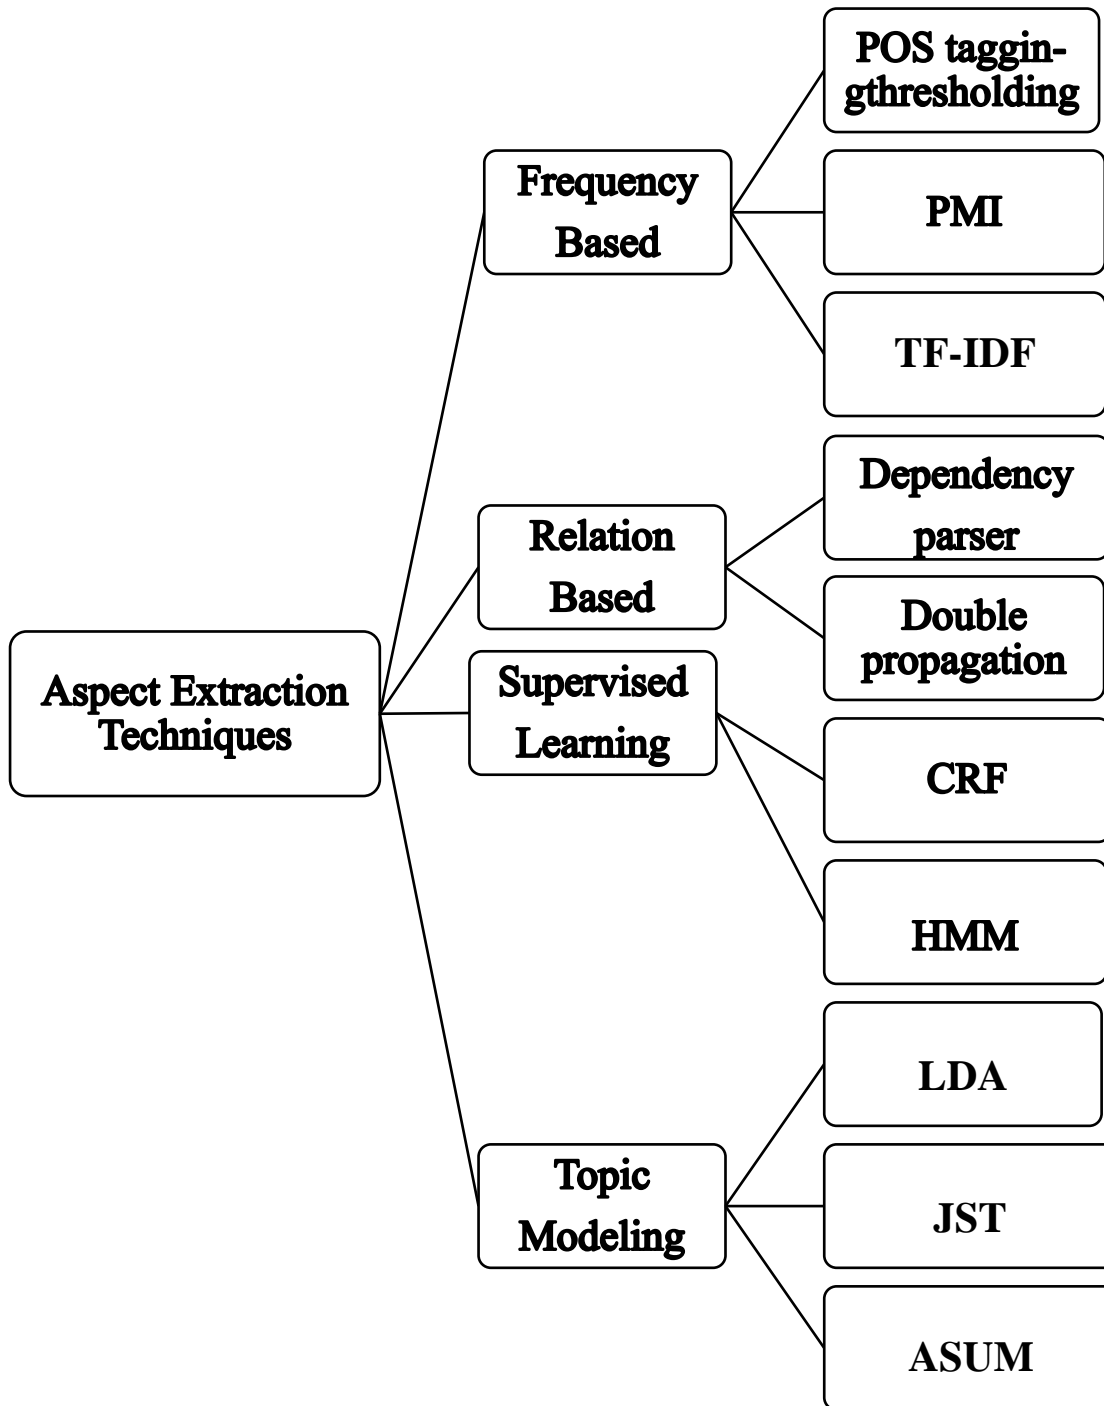 POS taggin-
gthresholding
Frequency
Based
PMI
TF-IDF
Dependency
parser
Relation
Based
Double
propagation
Aspect Extraction
Techniques
Supervised
Learning
CRF
HMM
LDA
Topic
Modeling
JST
ASUM